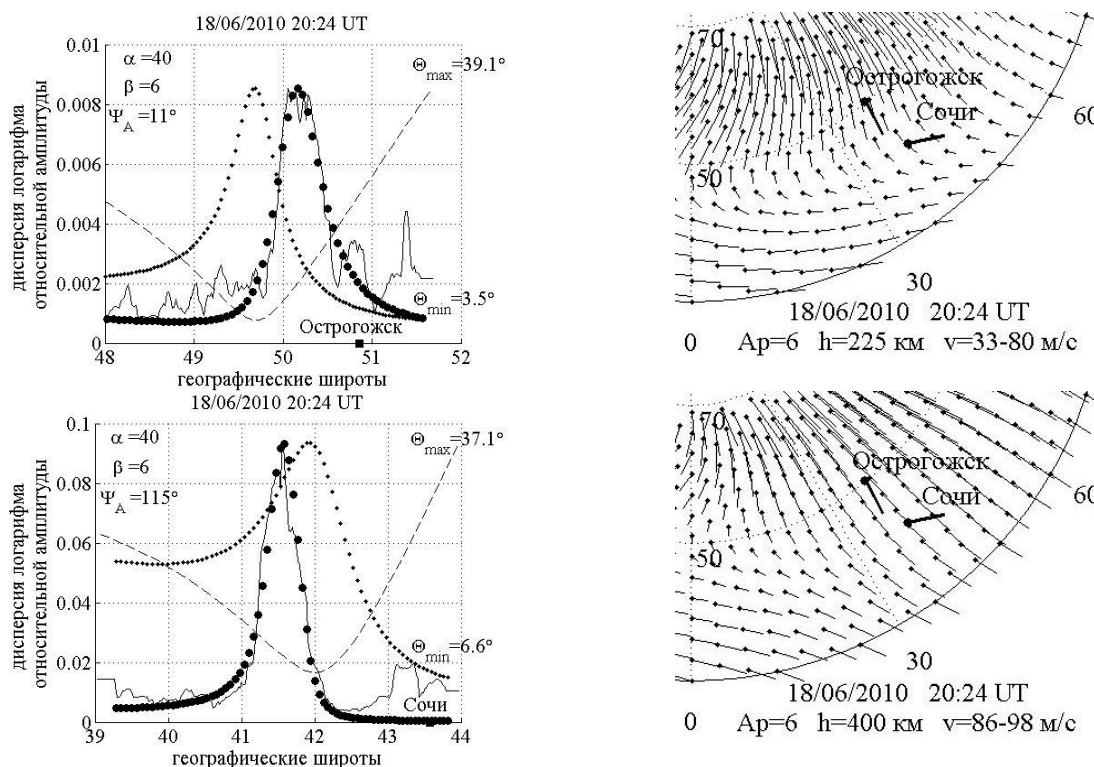 18/06/2010 20:24 UT
дисперсия логарифма
относительной амплитуды
0.01
0.008
0.006
0.004
0.002
0
α =40
β =6
Ψ_A =11°
Θ_max =39.1°
Θ_min =3.5°
Острогожск
48 49 50 51 52
географические широты
70
Острогожск
Сочи
60
50
30
18/06/2010 20:24 UT
0 Ap=6 h=225 км v=33-80 м/с
18/06/2010 20:24 UT
дисперсия логарифма
относительной амплитуды
0.1
0.08
0.06
0.04
0.02
0
α =40
β =6
Ψ_A =115°
Θ_max =37.1°
Θ_min =6.6°
Сочи
39 40 41 42 43 44
географические широты
70
Острогожск
Сочи
60
50
30
18/06/2010 20:24 UT
0 Ap=6 h=400 км v=86-98 м/с